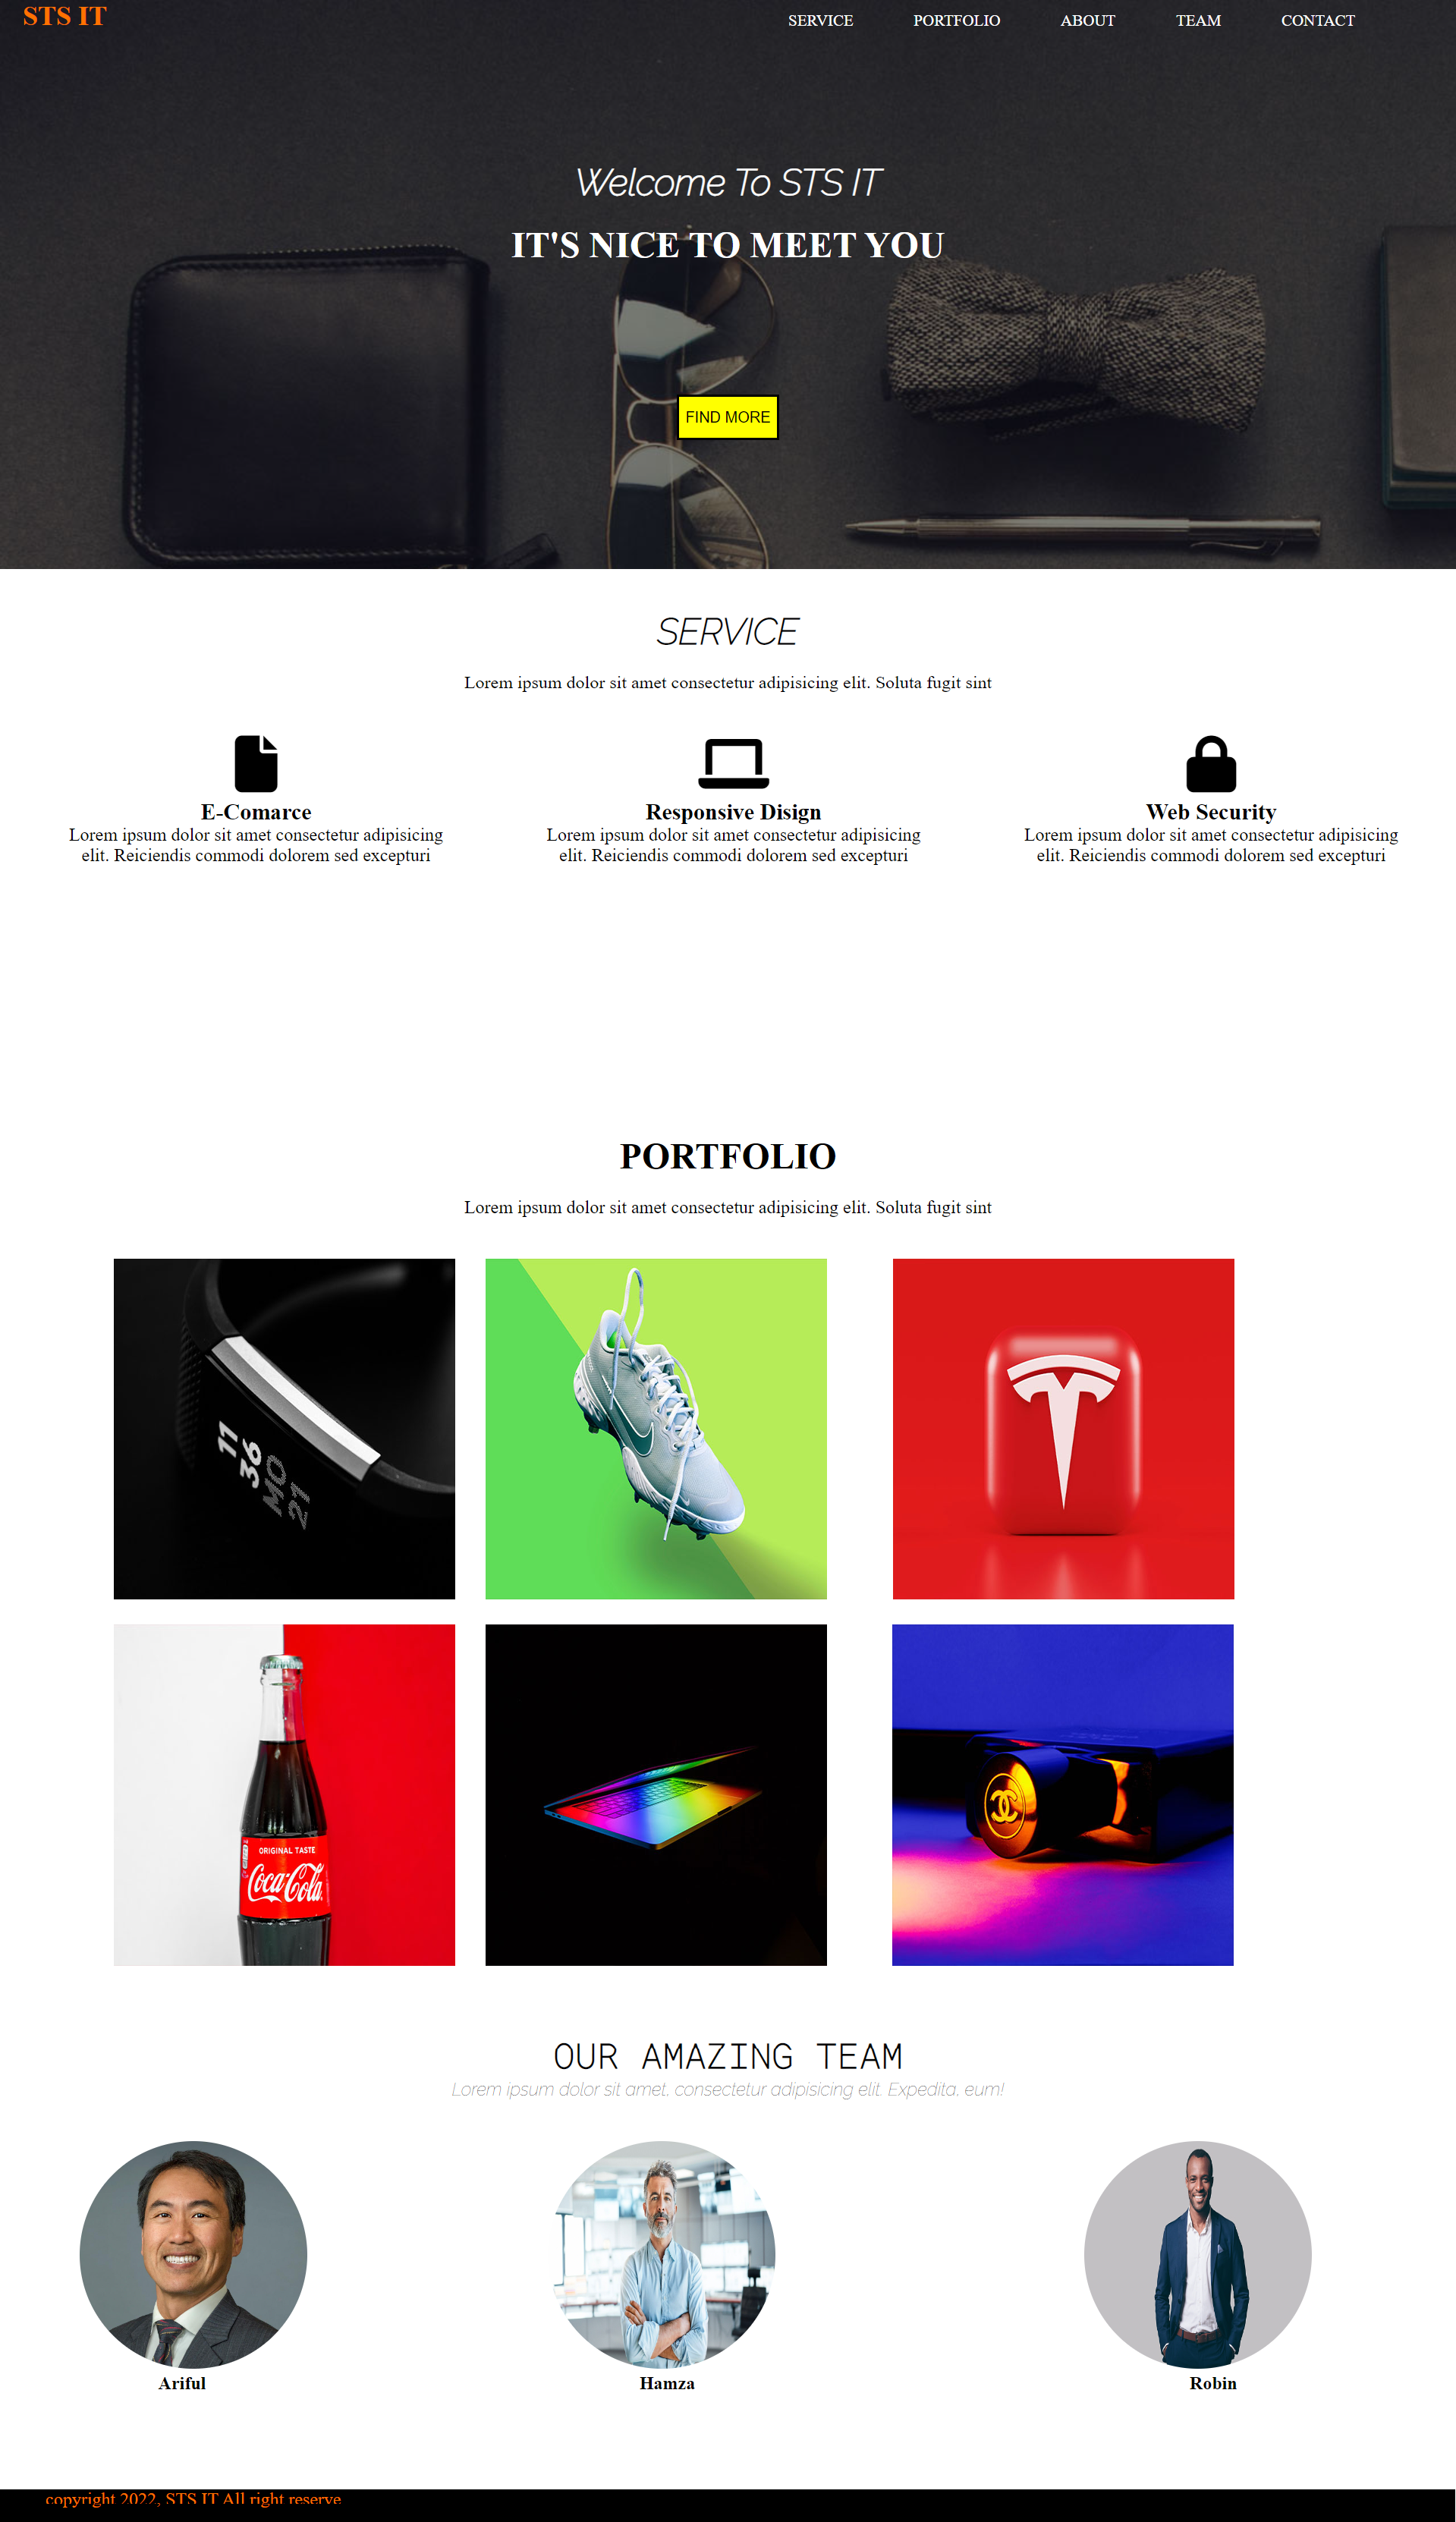 STS IT
SERVICE PORTFOLIO ABOUT TEAM CONTACT
Welcome To STS IT
IT'S NICE TO MEET YOU
FIND MORE
SERVICE
Lorem ipsum dolor sit amet consectetur adipisicing elit. Soluta fugit sint
E-Comarce
Lorem ipsum dolor sit amet consectetur adipisicing
elit. Reiciendis commodi dolorem sed excepturi
Responsive Disign
Lorem ipsum dolor sit amet consectetur adipisicing
elit. Reiciendis commodi dolorem sed excepturi
Web Security
Lorem ipsum dolor sit amet consectetur adipisicing
elit. Reiciendis commodi dolorem sed excepturi
PORTFOLIO
Lorem ipsum dolor sit amet consectetur adipisicing elit. Soluta fugit sint
11
36
MO
27
ORIGINAL TASTE
Coca-Cola
OUR AMAZING TEAM
Lorem ipsum dolor sit amet, consectetur adipisicing elit. Expedita, eum!
Ariful
Hamza
Robin
copyright 2022, STS IT All right reserve